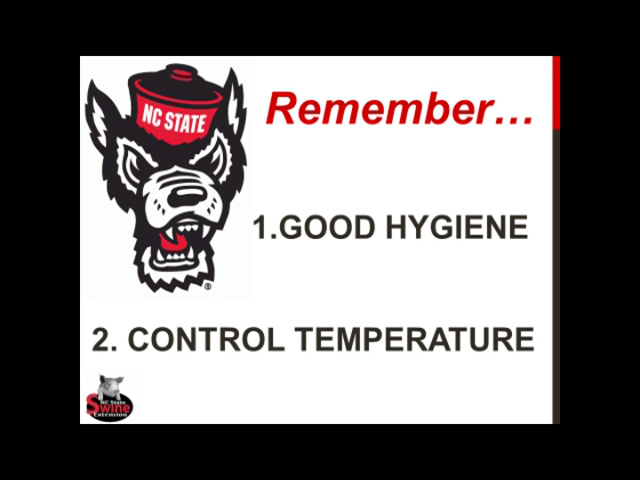 NC STATE
Remember...
1.GOOD HYGIENE
®
2. CONTROL TEMPERATURE
NC State
Swine
EXTENSION